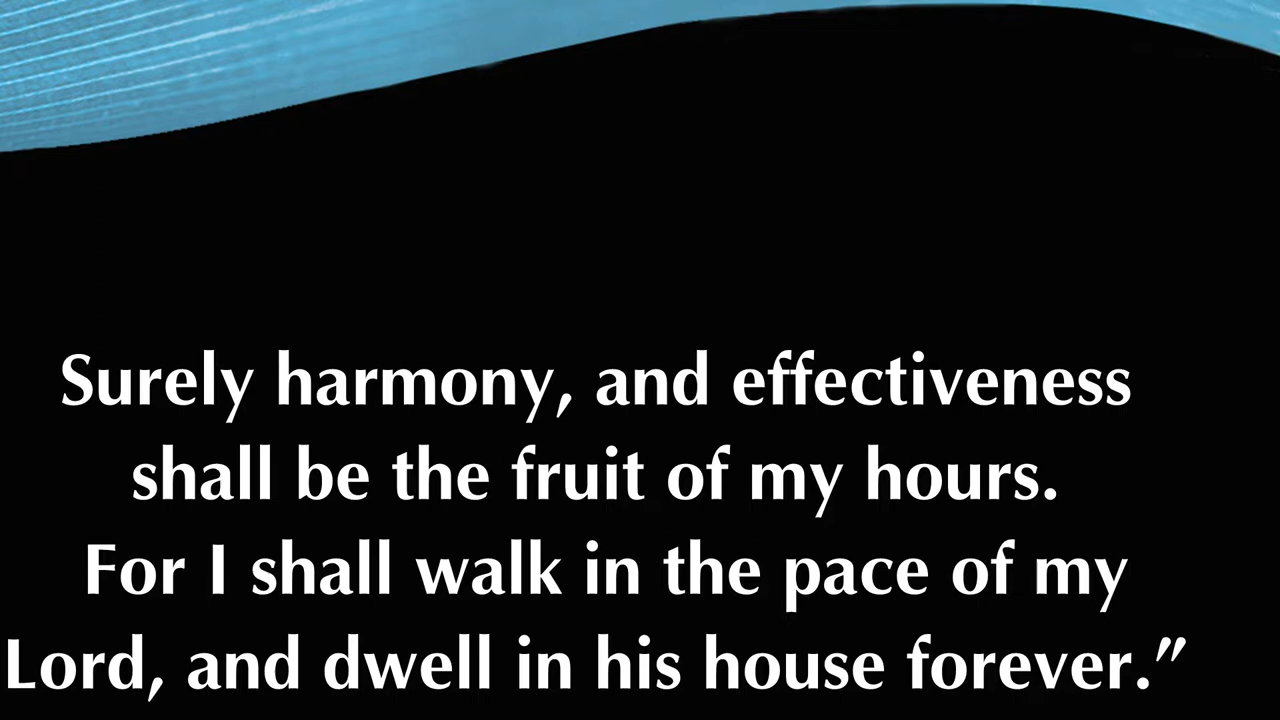 Surely harmony, and effectiveness
shall be the fruit of my hours.
For I shall walk in the pace of my
Lord, and dwell in his house forever.”